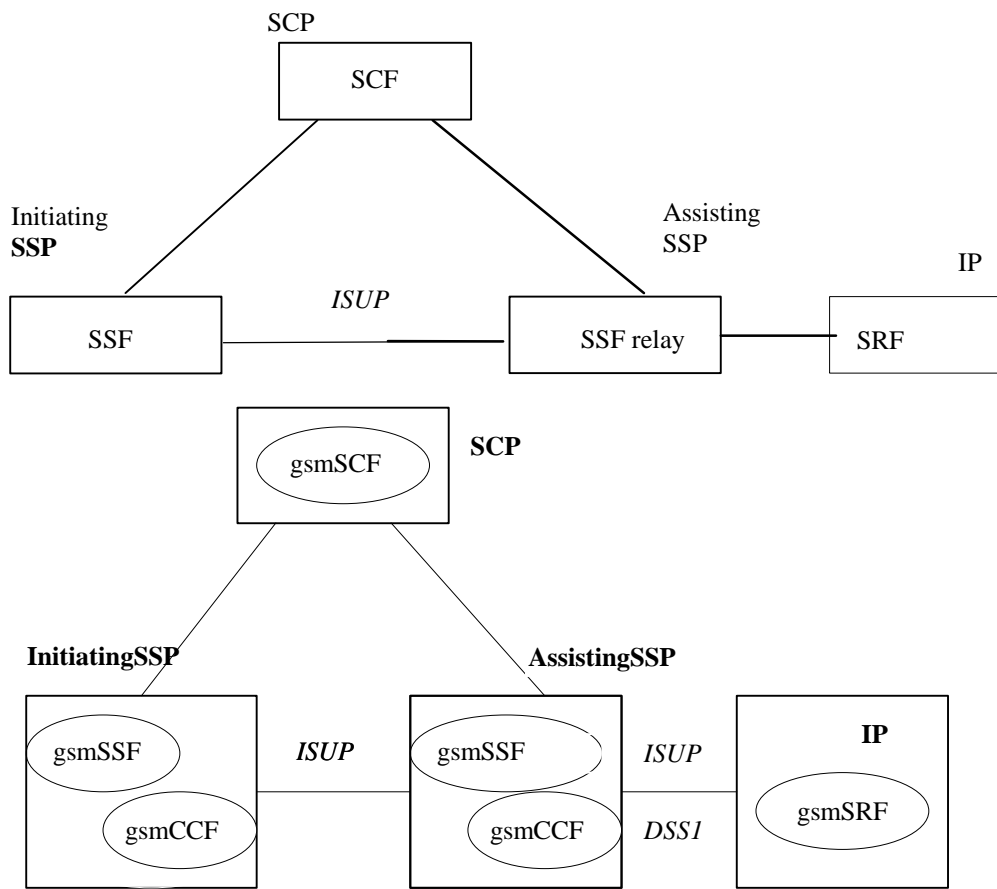 SCP
SCF
Initiating
SSP
Assisting
SSP
IP
ISUP
SSF
SSF relay
SRF
gsmSCF
SCP
InitiatingSSP
AssistingSSP
gsmSSF
ISUP
gsmSSF
ISUP
IP
gsmCCF
gsmCCF
DSS1
gsmSRF